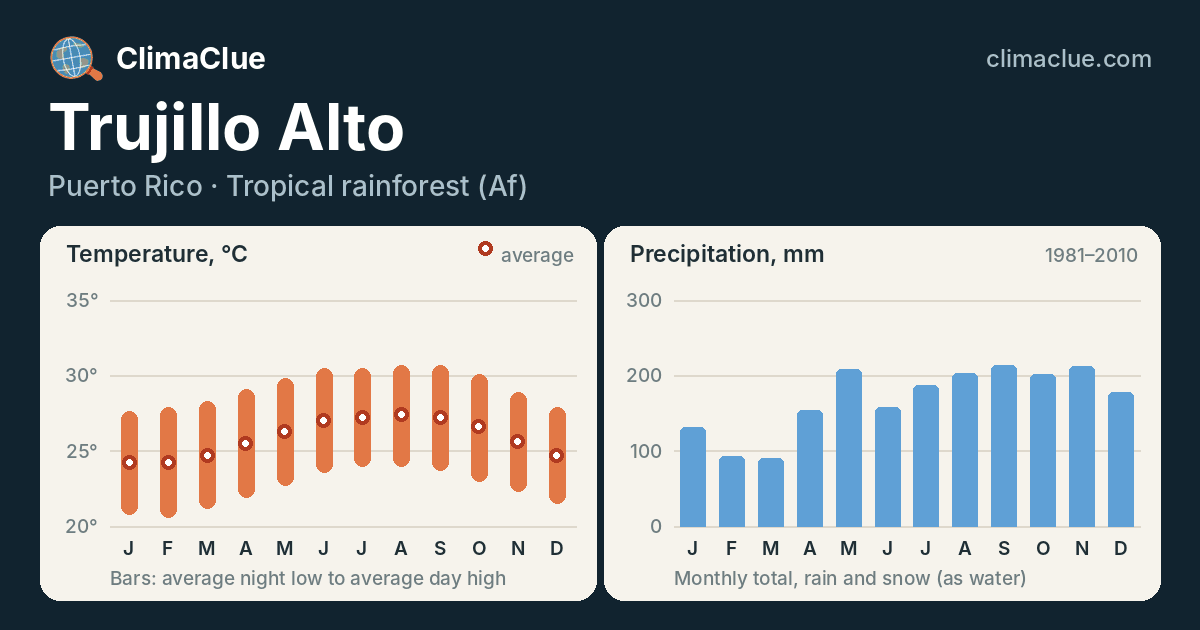 ClimaClue
climaclue.com
Trujillo Alto
Puerto Rico · Tropical rainforest (Af)
Temperature, °C
average
35°
30°
25°
20°
J F M A M J J A S O N D
Bars: average night low to average day high
Precipitation, mm
1981–2010
300
200
100
0
J F M A M J J A S O N D
Monthly total, rain and snow (as water)